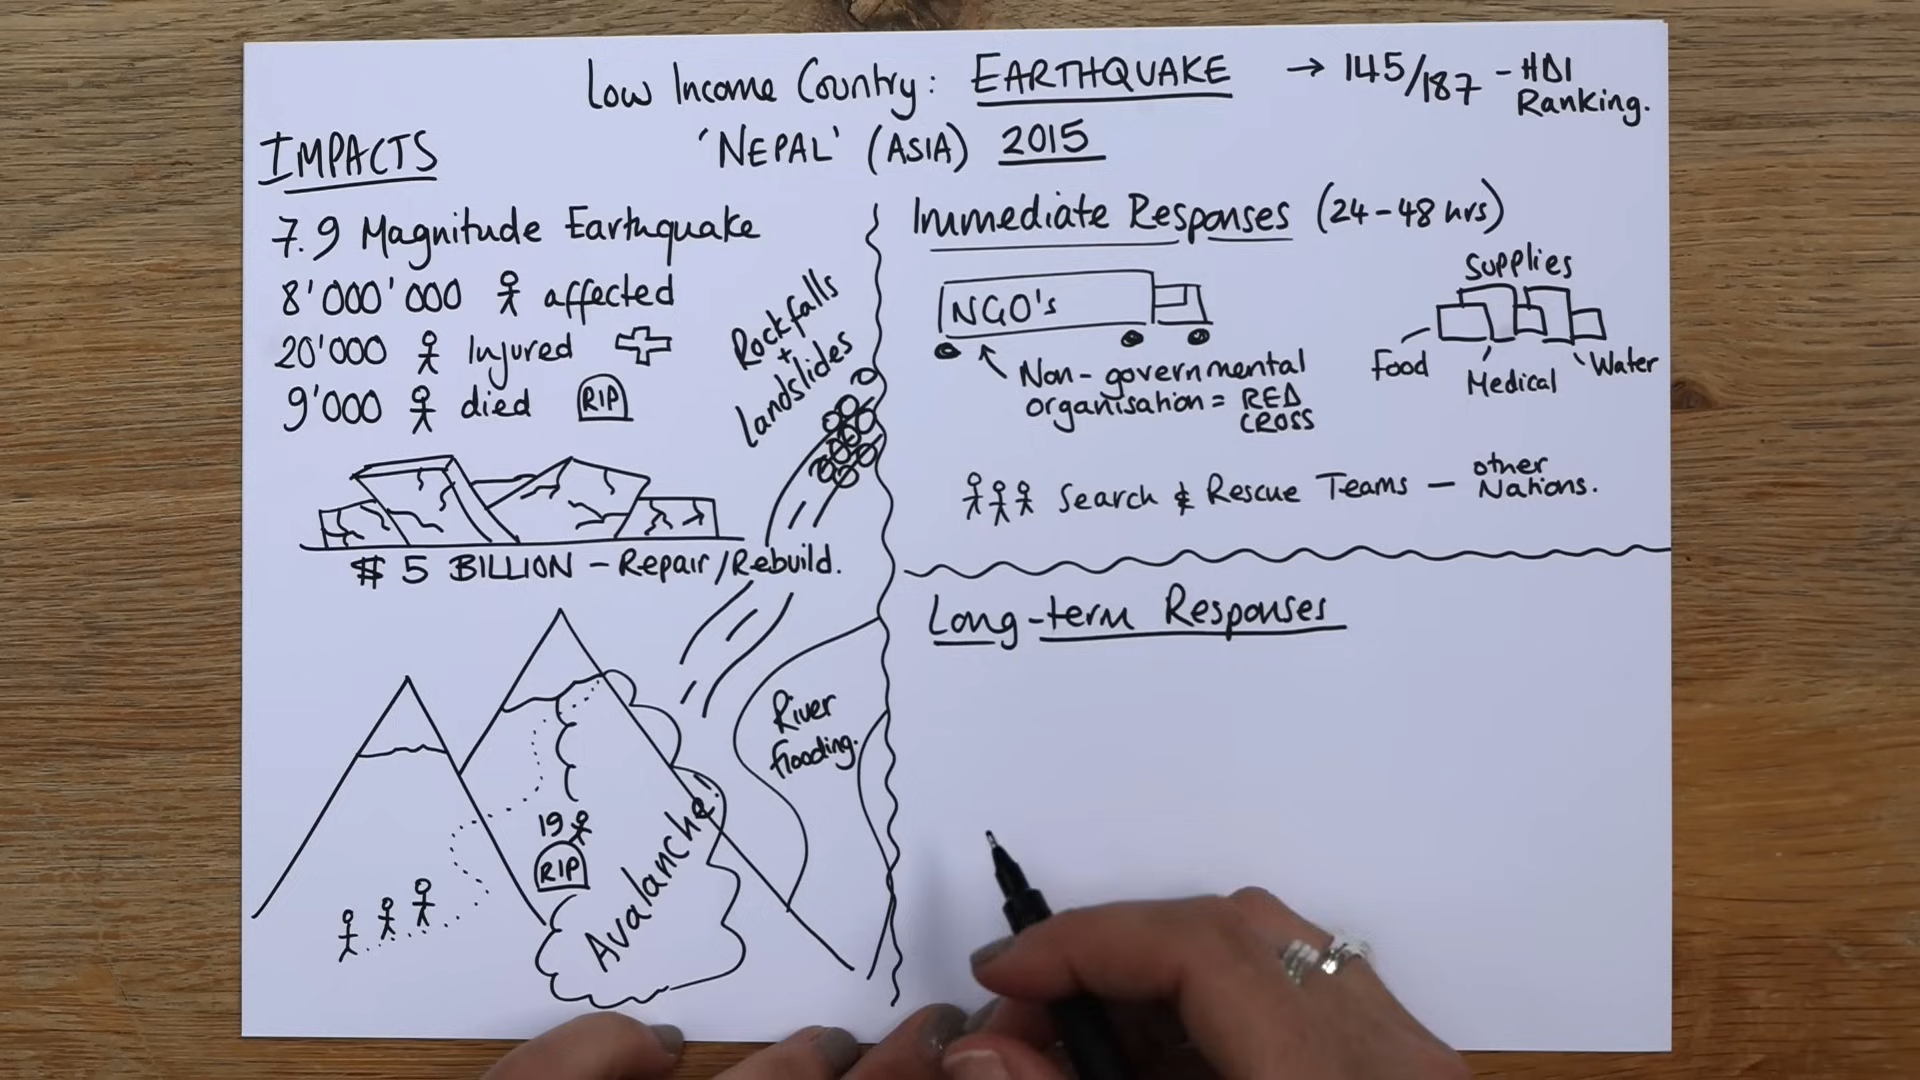 Low Income Country: EARTHQUAKE → 145/187 - HDI Ranking.
'NEPAL' (ASIA) 2015
IMPACTS
7.9 Magnitude Earthquake
8'000'000 affected
20'000 Injured
9'000 died RIP
$ 5 BILLION - Repair/Rebuild.
Rockfalls
+
landslides
River
flooding.
19
RIP
Avalanche!
Immediate Responses (24-48 hrs)
NGO's
Non-governmental
organisation = RED
CROSS
Supplies
Food
Medical
Water
Search & Rescue Teams - other
Nations.
Long-term Responses